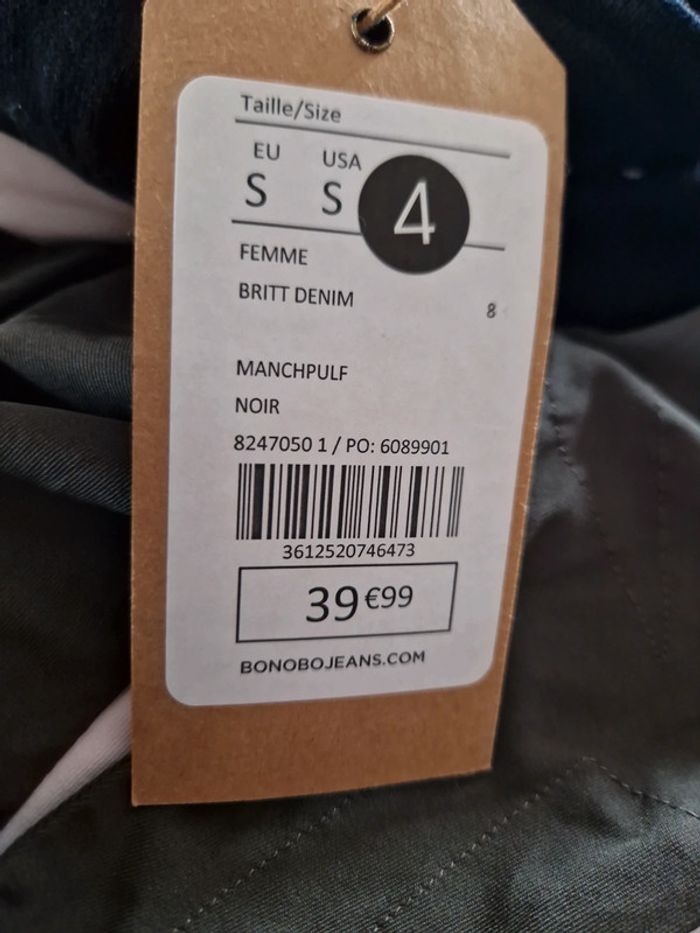 Taille/Size
EU USA
S S 4
FEMME
BRITT DENIM
8
MANCHPULF
NOIR
8247050 1 / PO: 6089901
3612520746473
39 €99
BONOBOJEANS.COM